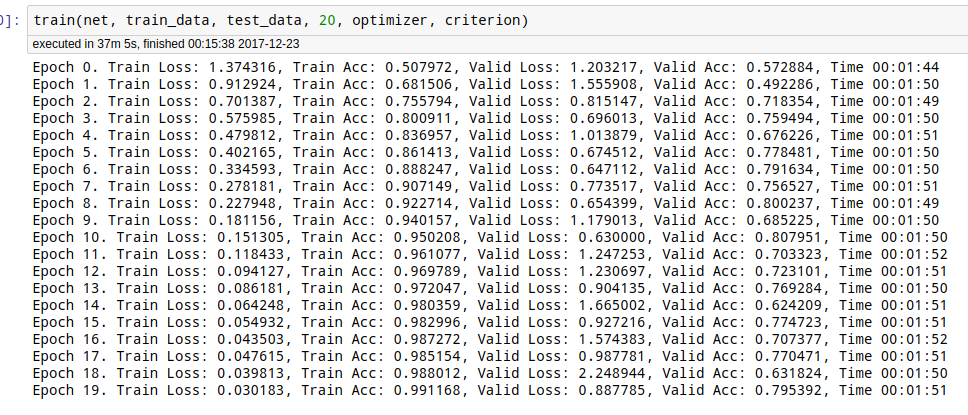 ]: train(net, train_data, test_data, 20, optimizer, criterion)
executed in 37m 5s, finished 00:15:38 2017-12-23
Epoch 0. Train Loss: 1.374316, Train Acc: 0.507972, Valid Loss: 1.203217, Valid Acc: 0.572884, Time 00:01:44
Epoch 1. Train Loss: 0.912924, Train Acc: 0.681506, Valid Loss: 1.555908, Valid Acc: 0.492286, Time 00:01:50
Epoch 2. Train Loss: 0.701387, Train Acc: 0.755794, Valid Loss: 0.815147, Valid Acc: 0.718354, Time 00:01:49
Epoch 3. Train Loss: 0.575985, Train Acc: 0.800911, Valid Loss: 0.696013, Valid Acc: 0.759494, Time 00:01:50
Epoch 4. Train Loss: 0.479812, Train Acc: 0.836957, Valid Loss: 1.013879, Valid Acc: 0.676226, Time 00:01:51
Epoch 5. Train Loss: 0.402165, Train Acc: 0.861413, Valid Loss: 0.674512, Valid Acc: 0.778481, Time 00:01:50
Epoch 6. Train Loss: 0.334593, Train Acc: 0.888247, Valid Loss: 0.647112, Valid Acc: 0.791634, Time 00:01:50
Epoch 7. Train Loss: 0.278181, Train Acc: 0.907149, Valid Loss: 0.773517, Valid Acc: 0.756527, Time 00:01:51
Epoch 8. Train Loss: 0.227948, Train Acc: 0.922714, Valid Loss: 0.654399, Valid Acc: 0.800237, Time 00:01:49
Epoch 9. Train Loss: 0.181156, Train Acc: 0.940157, Valid Loss: 1.179013, Valid Acc: 0.685225, Time 00:01:50
Epoch 10. Train Loss: 0.151305, Train Acc: 0.950208, Valid Loss: 0.630000, Valid Acc: 0.807951, Time 00:01:50
Epoch 11. Train Loss: 0.118433, Train Acc: 0.961077, Valid Loss: 1.247253, Valid Acc: 0.703323, Time 00:01:52
Epoch 12. Train Loss: 0.094127, Train Acc: 0.969789, Valid Loss: 1.230697, Valid Acc: 0.723101, Time 00:01:51
Epoch 13. Train Loss: 0.086181, Train Acc: 0.972047, Valid Loss: 0.904135, Valid Acc: 0.769284, Time 00:01:50
Epoch 14. Train Loss: 0.064248, Train Acc: 0.980359, Valid Loss: 1.665002, Valid Acc: 0.624209, Time 00:01:51
Epoch 15. Train Loss: 0.054932, Train Acc: 0.982996, Valid Loss: 0.927216, Valid Acc: 0.774723, Time 00:01:51
Epoch 16. Train Loss: 0.043503, Train Acc: 0.987272, Valid Loss: 1.574383, Valid Acc: 0.707377, Time 00:01:52
Epoch 17. Train Loss: 0.047615, Train Acc: 0.985154, Valid Loss: 0.987781, Valid Acc: 0.770471, Time 00:01:51
Epoch 18. Train Loss: 0.039813, Train Acc: 0.988012, Valid Loss: 2.248944, Valid Acc: 0.631824, Time 00:01:50
Epoch 19. Train Loss: 0.030183, Train Acc: 0.991168, Valid Loss: 0.887785, Valid Acc: 0.795392, Time 00:01:51